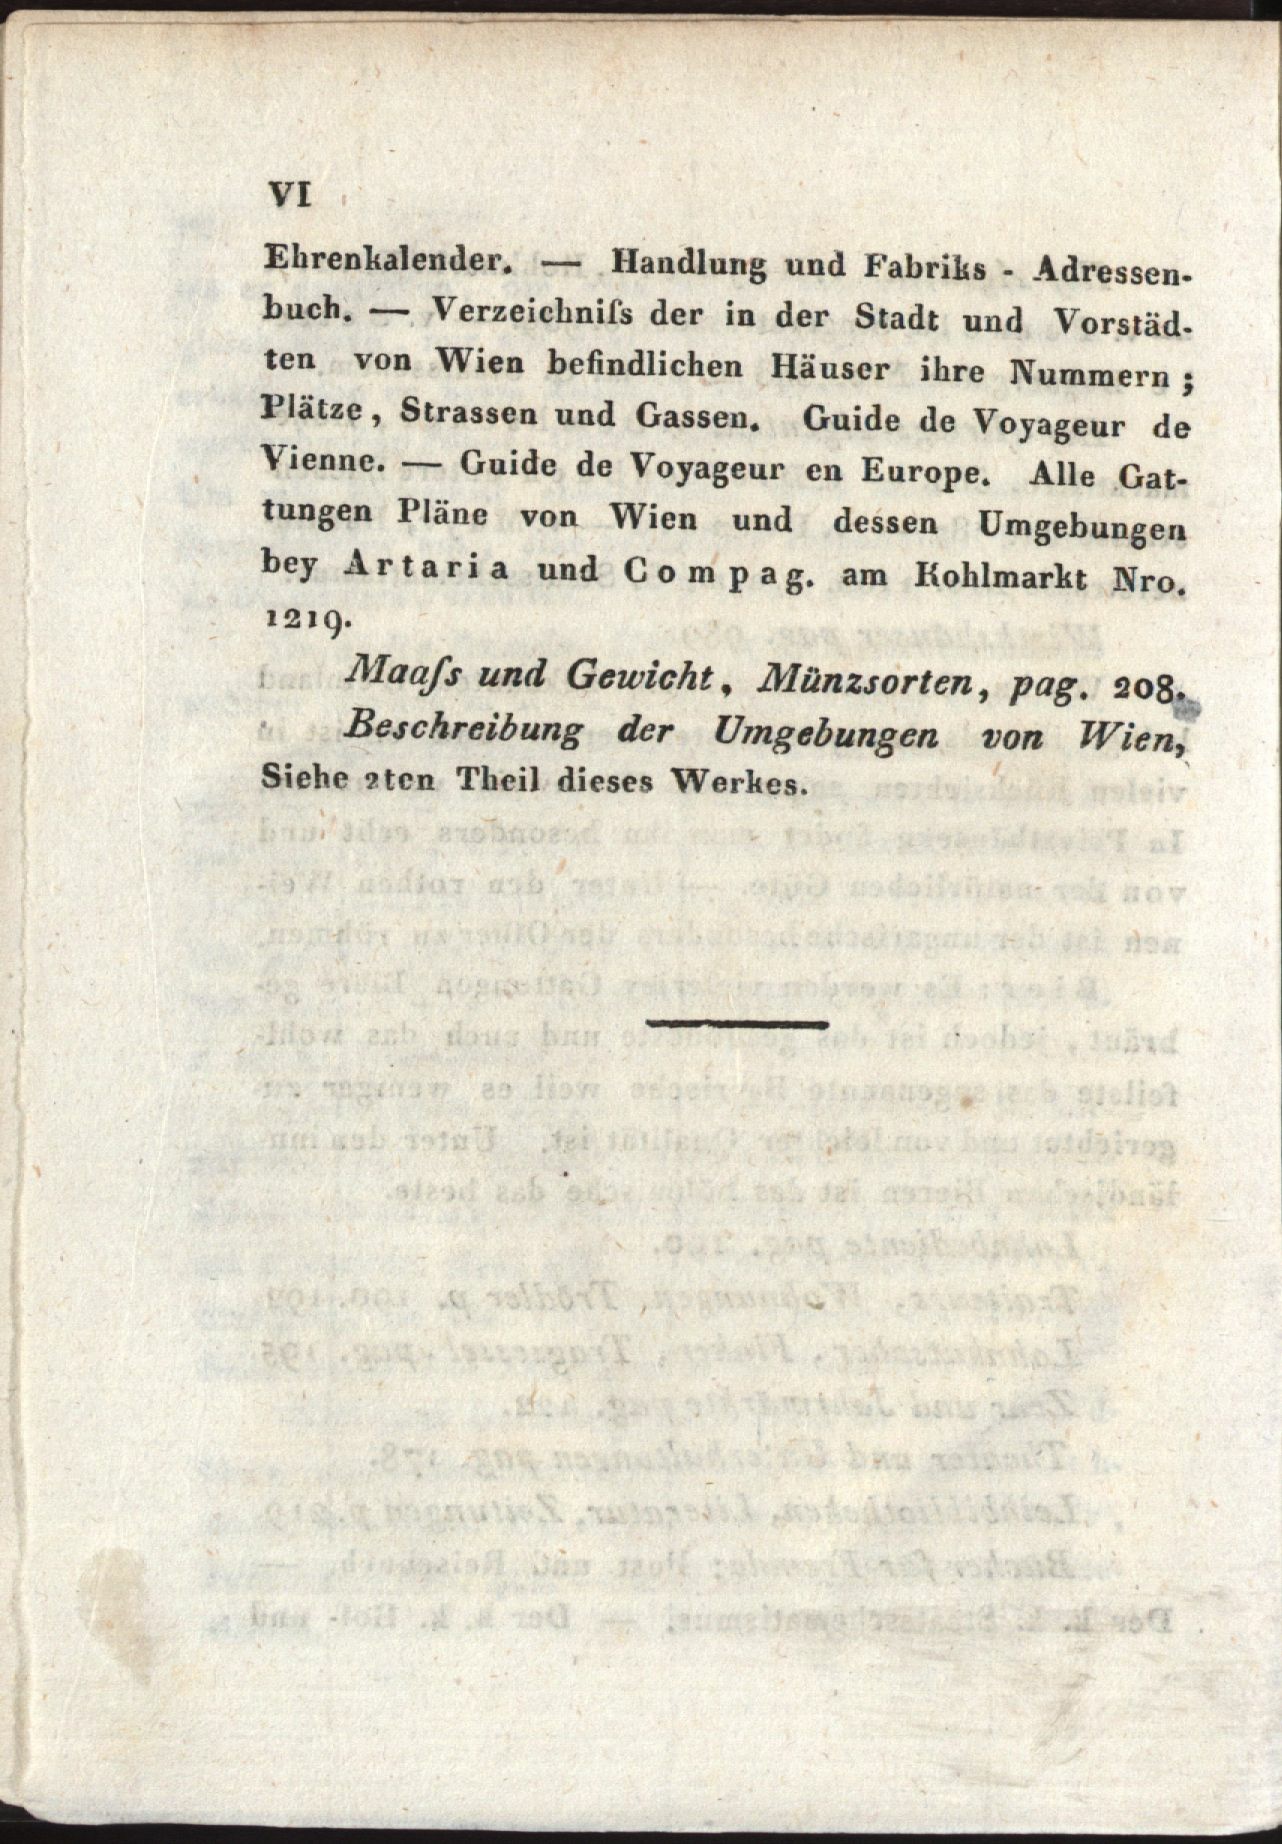 VI
Ehrenkalender. — Handlung und Fabriks - Adressen-
buch. — Verzeichniſs der in der Stadt und Vorstäd-
ten von Wien befindlichen Häuser ihre Nummern ;
Plätze, Strassen und Gassen. Guide de Voyageur de
Vienne. — Guide de Voyageur en Europe. Alle Gat-
tungen Pläne von Wien und dessen Umgebungen
bey Artaria und Compag. am Kohlmarkt Nro.
1219.
Maaſs und Gewicht, Münzsorten, pag. 208.
Beschreibung der Umgebungen von Wien,
Siehe 2ten Theil dieses Werkes.